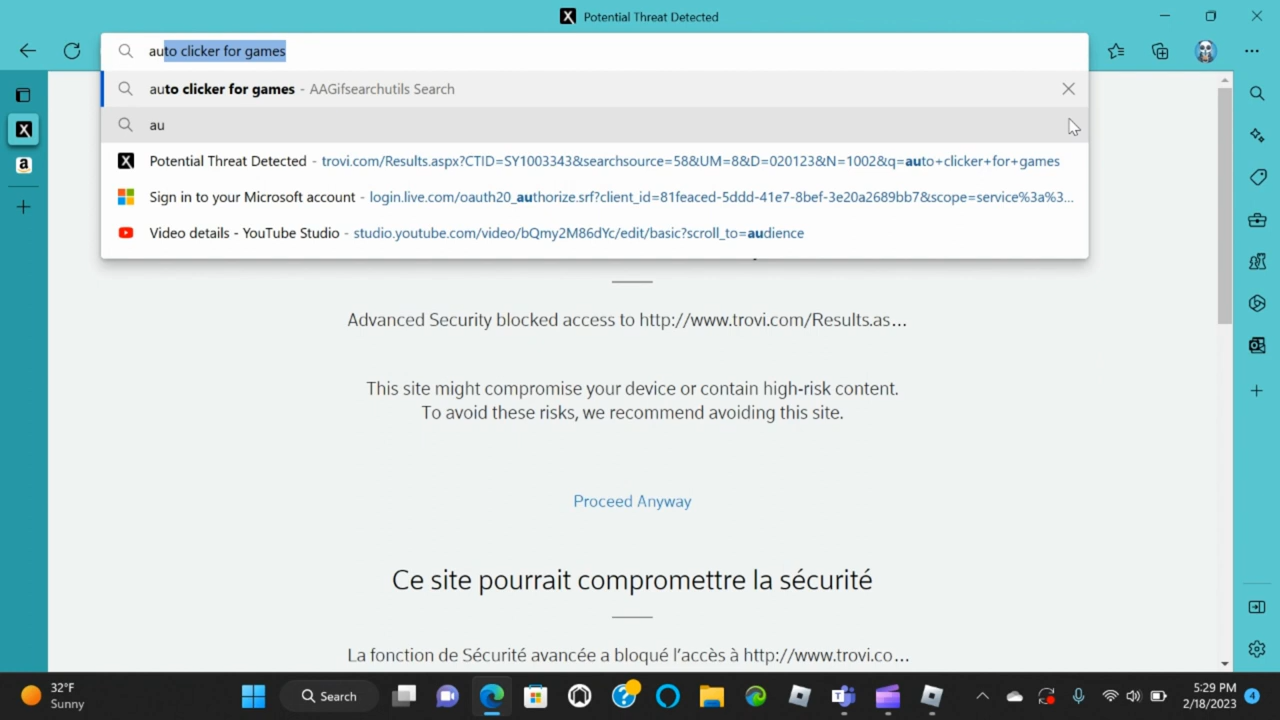 Potential Threat Detected
auto clicker for games
auto clicker for games - AAGifsearchutils Search
au
Potential Threat Detected - trovi.com/Results.aspx?CTID=SY1003343&searchsource=58&UM=8&D=020123&N=1002&q=auto+clicker+for+games
Sign in to your Microsoft account - login.live.com/oauth20_authorize.srf?client_id=81feaced-5ddd-41e7-8bef-3e20a2689bb7&scope=service%3a%3...
Video details - YouTube Studio - studio.youtube.com/video/bQmy2M86dYc/edit/basic?scroll_to=audience
Advanced Security blocked access to http://www.trovi.com/Results.as...
This site might compromise your device or contain high-risk content.
To avoid these risks, we recommend avoiding this site.
Proceed Anyway
Ce site pourrait compromettre la sécurité
La fonction de Sécurité avancée a bloqué l'accès à http://www.trovi.co...
32°F
Sunny
Search
5:29 PM
2/18/2023
4